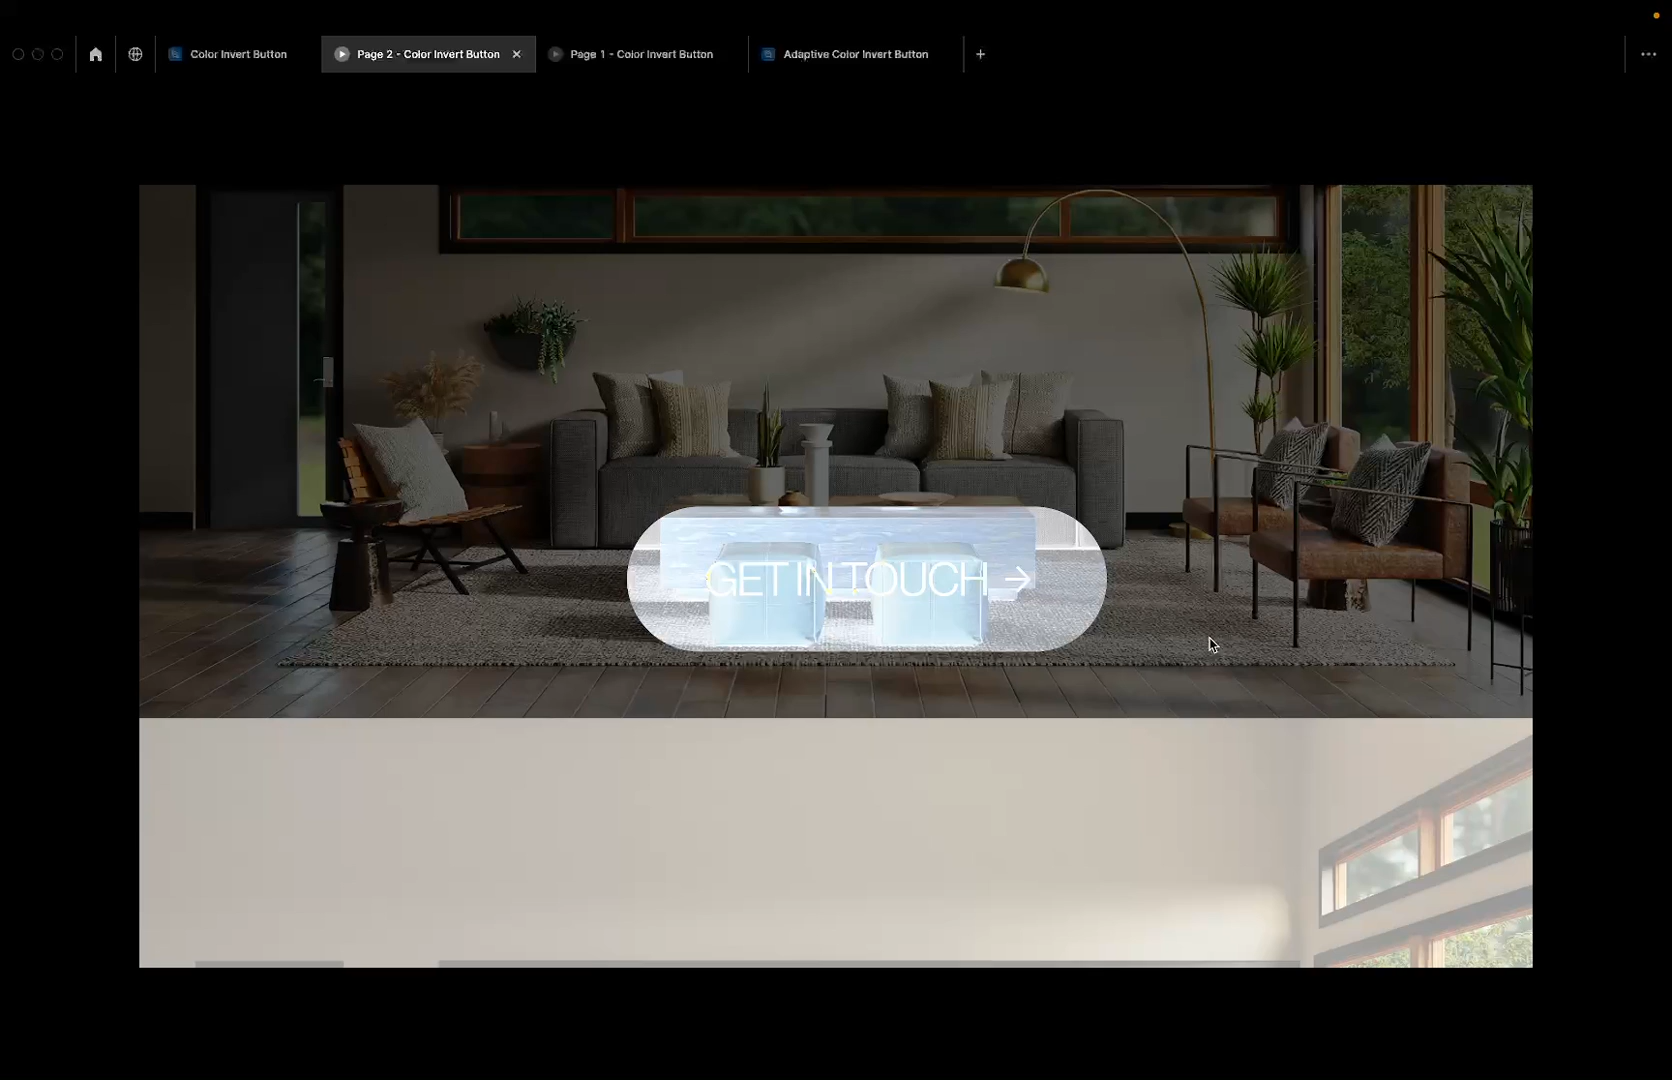 Color Invert Button
Page 2 - Color Invert Button
Page 1 - Color Invert Button
Adaptive Color Invert Button
GET IN TOUCH →